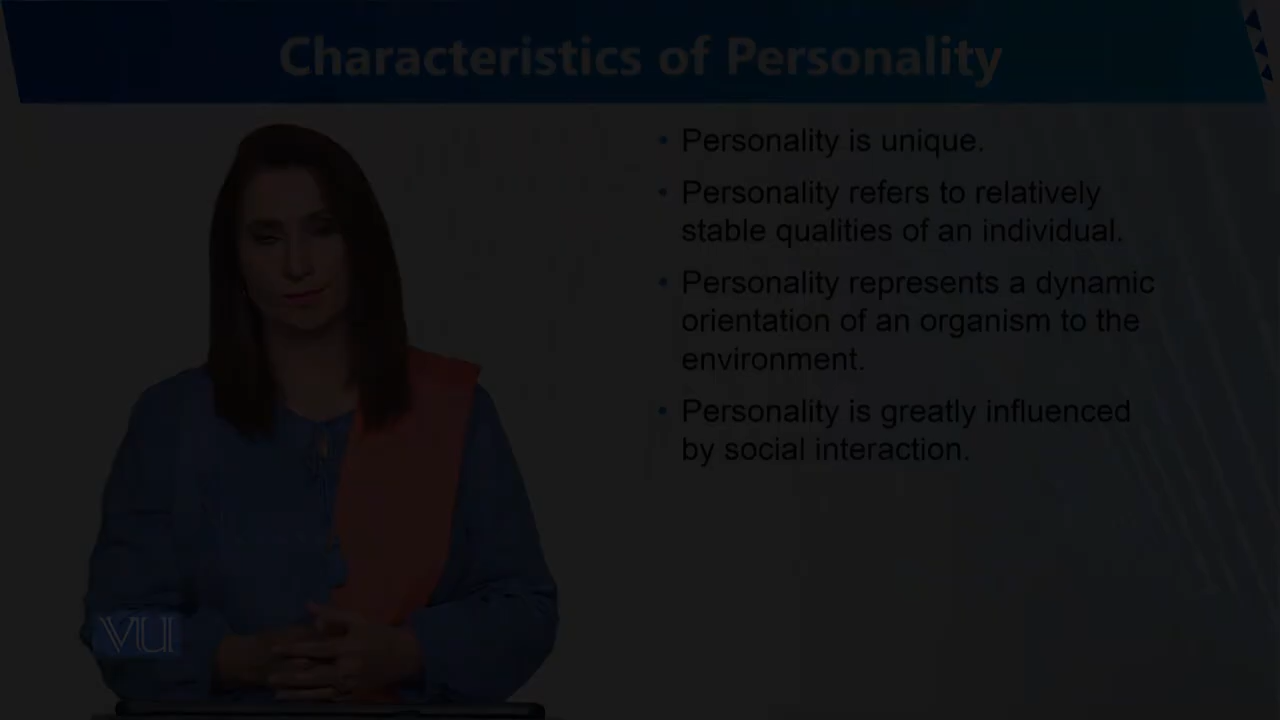 Characteristics of Personality
• Personality is unique.
• Personality refers to relatively
stable qualities of an individual.
• Personality represents a dynamic
orientation of an organism to the
environment.
• Personality is greatly influenced
by social interaction.
VU